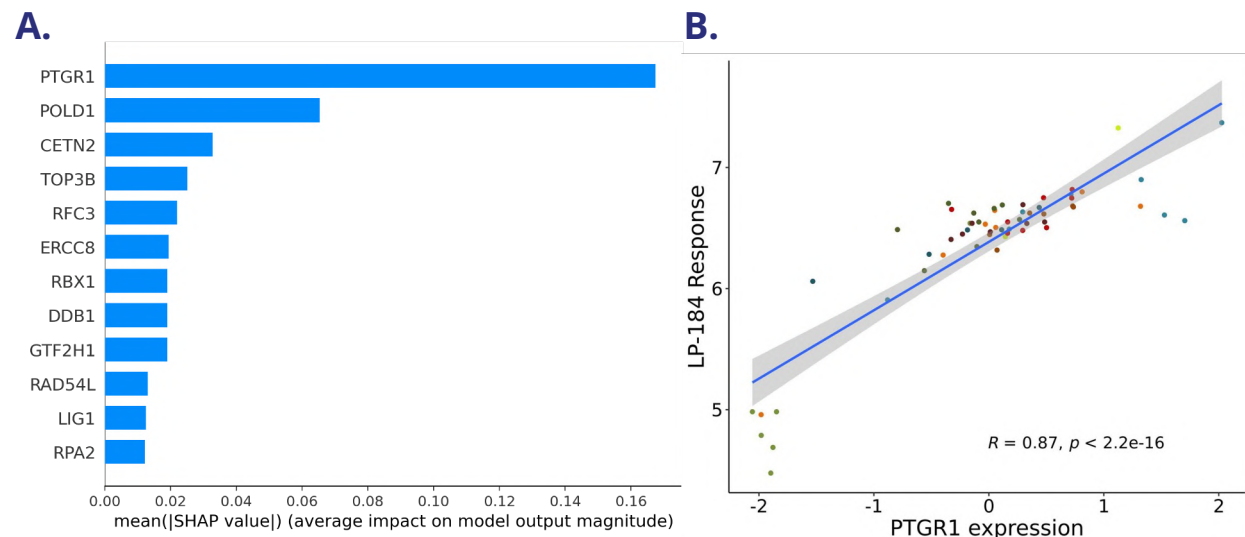 A.
PTGR1
POLD1
CETN2
TOP3B
RFC3
ERCC8
RBX1
DDB1
GTF2H1
RAD54L
LIG1
RPA2
0.00 0.02 0.04 0.06 0.08 0.10 0.12 0.14 0.16
mean(|SHAP value|) (average impact on model output magnitude)
B.
LP-184 Response
7
6
5
R = 0.87, p < 2.2e-16
-2 -1 0 1 2
PTGR1 expression